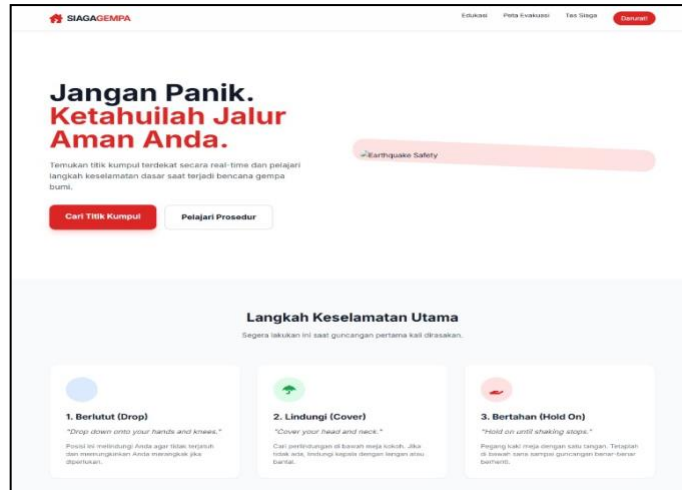 SIAGAGEMPA
Edukasi Peta Evakuasi Tas Siaga Darurat!
Jangan Panik.
Ketahuilah Jalur
Aman Anda.
Temukan titik kumpul terdekat secara real-time dan pelajari
langkah keselamatan dasar saat terjadi bencana gempa
bumi.
Earthquake Safety
Cari Titik Kumpul
Pelajari Prosedur
Langkah Keselamatan Utama
Segera lakukan ini saat guncangan pertama kali dirasakan.
1. Berlutut (Drop)
"Drop down onto your hands and knees."
Posisi ini melindungi Anda agar tidak terjatuh
dan memungkinkan Anda merangkak jika
diperlukan.
2. Lindungi (Cover)
"Cover your head and neck."
Cari perlindungan di bawah meja kokoh. Jika
tidak ada, lindungi kepala dengan lengan atau
bantal.
3. Bertahan (Hold On)
"Hold on until shaking stops."
Pegang kaki meja dengan satu tangan. Tetaplah
di bawah sana sampai guncangan benar-benar
berhenti.